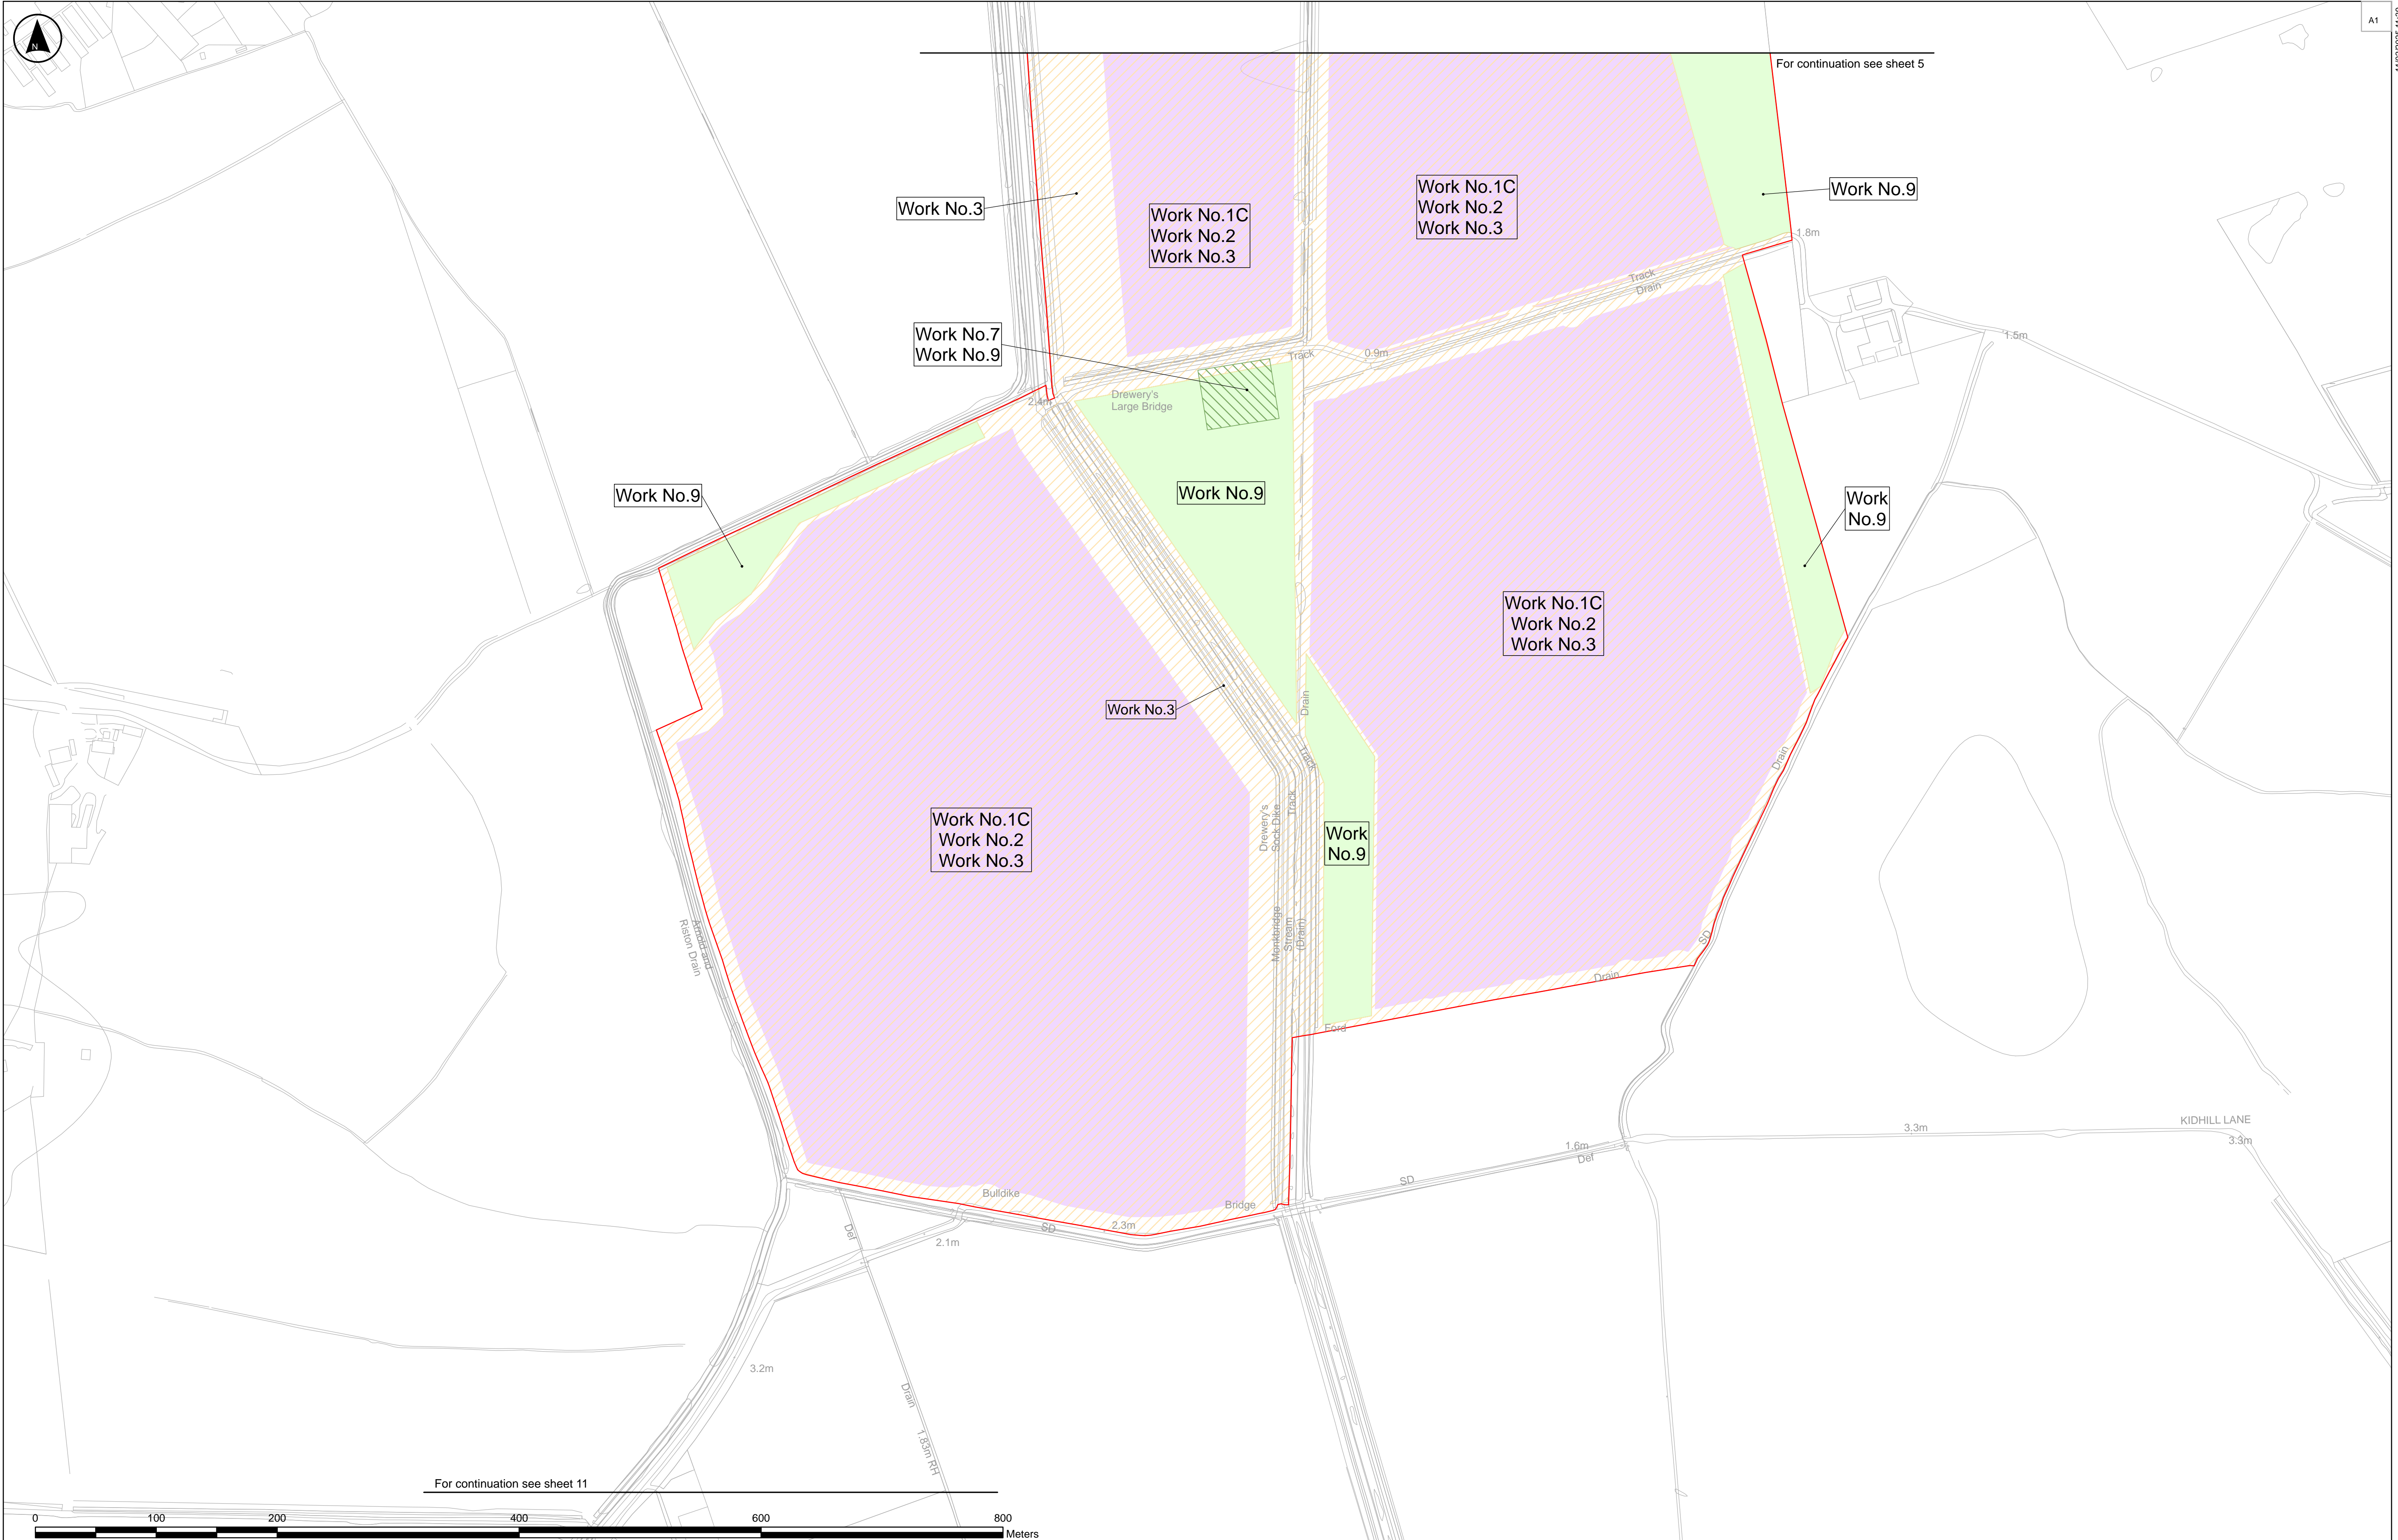 A1
N
For continuation see sheet 5
Work No.3
Work No.1C
Work No.2
Work No.3
Work No.1C
Work No.2
Work No.3
Work No.9
1.8m
Track
Drain
Work No.7
Work No.9
Track
0.9m
1.5m
2.4m
Drewery's
Large Bridge
Work No.9
Work No.9
Work
No.9
Work No.1C
Work No.2
Work No.3
Work No.3
Drain
Track
Drain
Work No.1C
Work No.2
Work No.3
Drewery's
Sock Dike
Track
Work
No.9
Arnold and
Riston Drain
Monkbridge
Stream
(Drain)
SD
Drain
Ford
KIDHILL LANE
3.3m
3.3m
1.6m
Def
SD
Bulldike
Bridge
SD
2.3m
Def
2.1m
3.2m
Drain
1.83m RH
For continuation see sheet 11
0
100
200
400
600
800
Meters